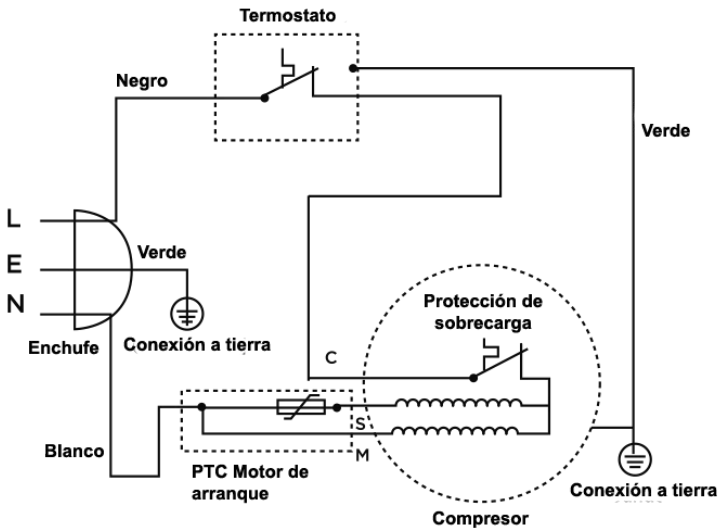 Termostato
Negro
Verde
L
E
N
Verde
Enchufe
Conexión a tierra
Protección de
sobrecarga
C
S
M
Blanco
PTC Motor de
arranque
Conexión a tierra
Compresor